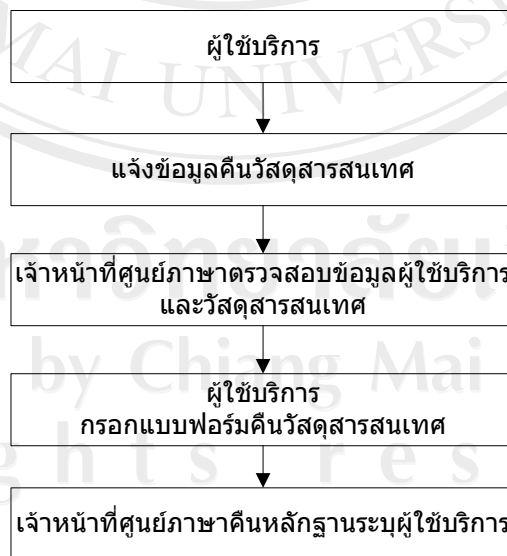 ผู้ใช้บริการ
แจ้งข้อมูลคืนวัสดุสารสนเทศ
เจ้าหน้าที่ศูนย์ภาษาตรวจสอบข้อมูลผู้ใช้บริการ
และวัสดุสารสนเทศ
ผู้ใช้บริการ
กรอกแบบฟอร์มคืนวัสดุสารสนเทศ
เจ้าหน้าที่ศูนย์ภาษาคืนหลักฐานระบุผู้ใช้บริการ
MAI UNIVERS
by Chiang Mai